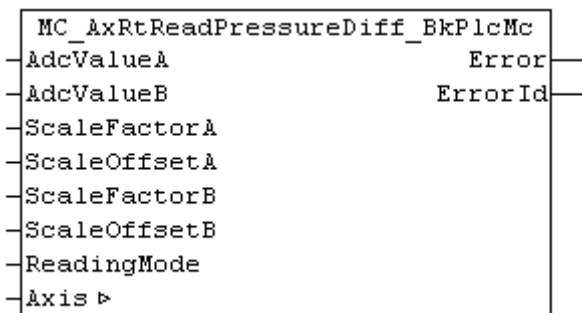 MC_AxRtReadPressureDiff_BkPlcMc
AdcValueA Error
AdcValueB ErrorId
ScaleFactorA
ScaleOffsetA
ScaleFactorB
ScaleOffsetB
ReadingMode
Axis ▷